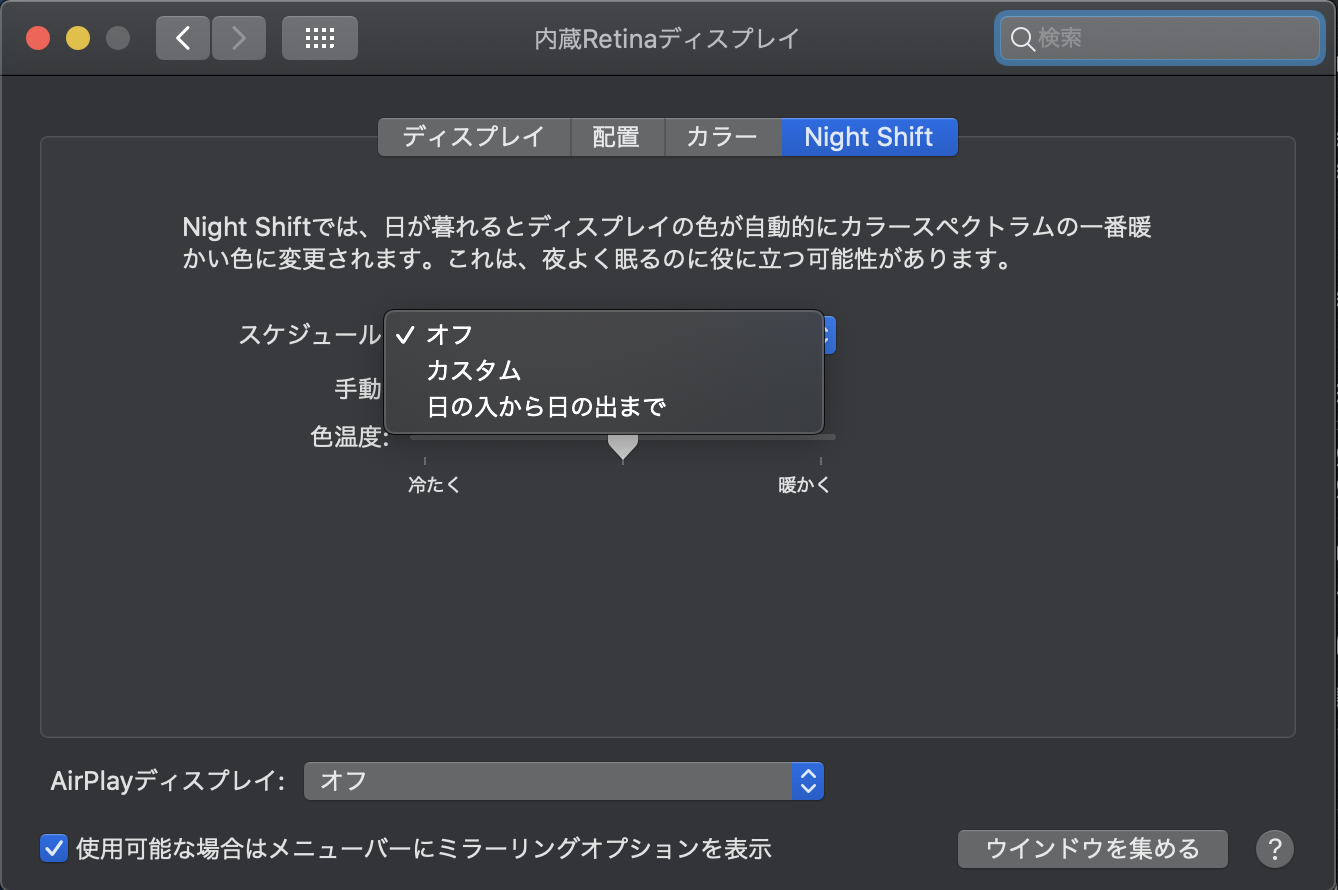 内蔵Retinaディスプレイ
検索
ディスプレイ
配置
カラー
Night Shift
Night Shiftでは、日が暮れるとディスプレイの色が自動的にカラースペクトラムの一番暖
かい色に変更されます。これは、夜よく眠るのに役に立つ可能性があります。
スケジュール
✓ オフ
カスタム
手動
日の入から日の出まで
色温度:
冷たく
暖かく
AirPlayディスプレイ:
オフ
使用可能な場合はメニューバーにミラーリングオプションを表示
ウインドウを集める
?